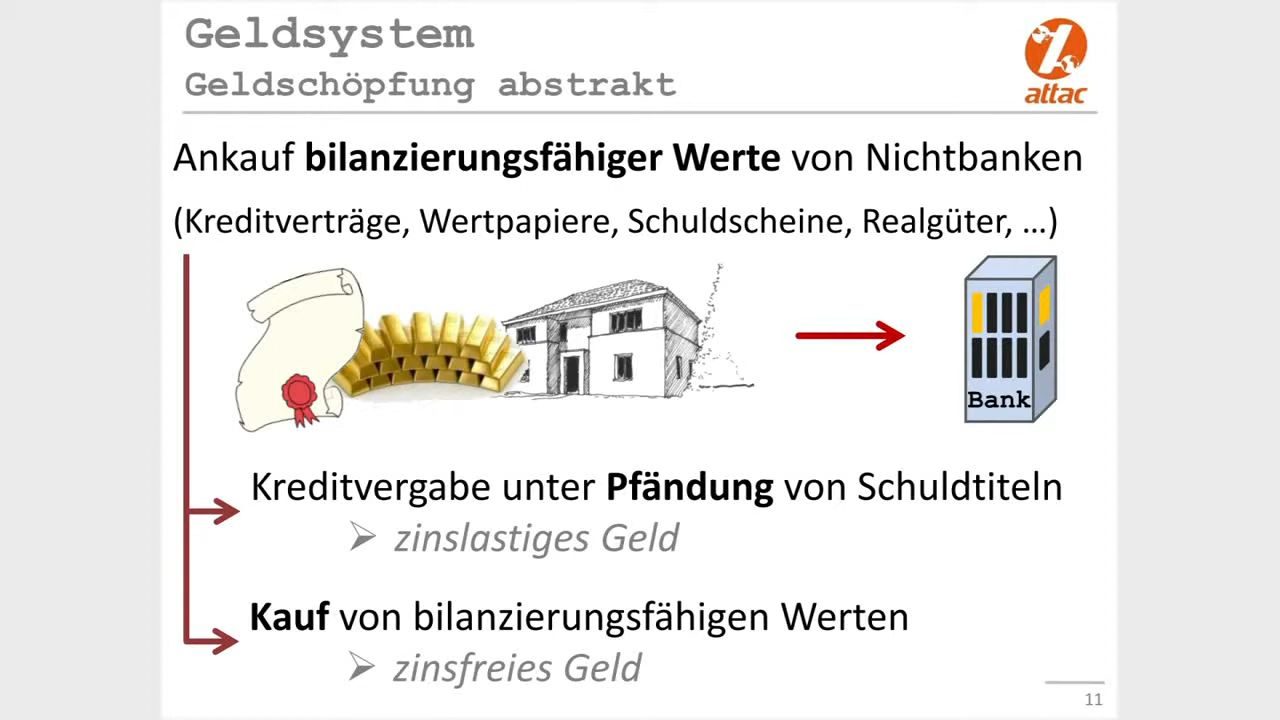 Geldsystem
Geldschöpfung abstrakt
attac
Ankauf bilanzierungsfähiger Werte von Nichtbanken
(Kreditverträge, Wertpapiere, Schuldscheine, Realgüter, …)
Bank
Kreditvergabe unter Pfändung von Schuldtiteln
➢ zinslastiges Geld
Kauf von bilanzierungsfähigen Werten
➢ zinsfreies Geld
11